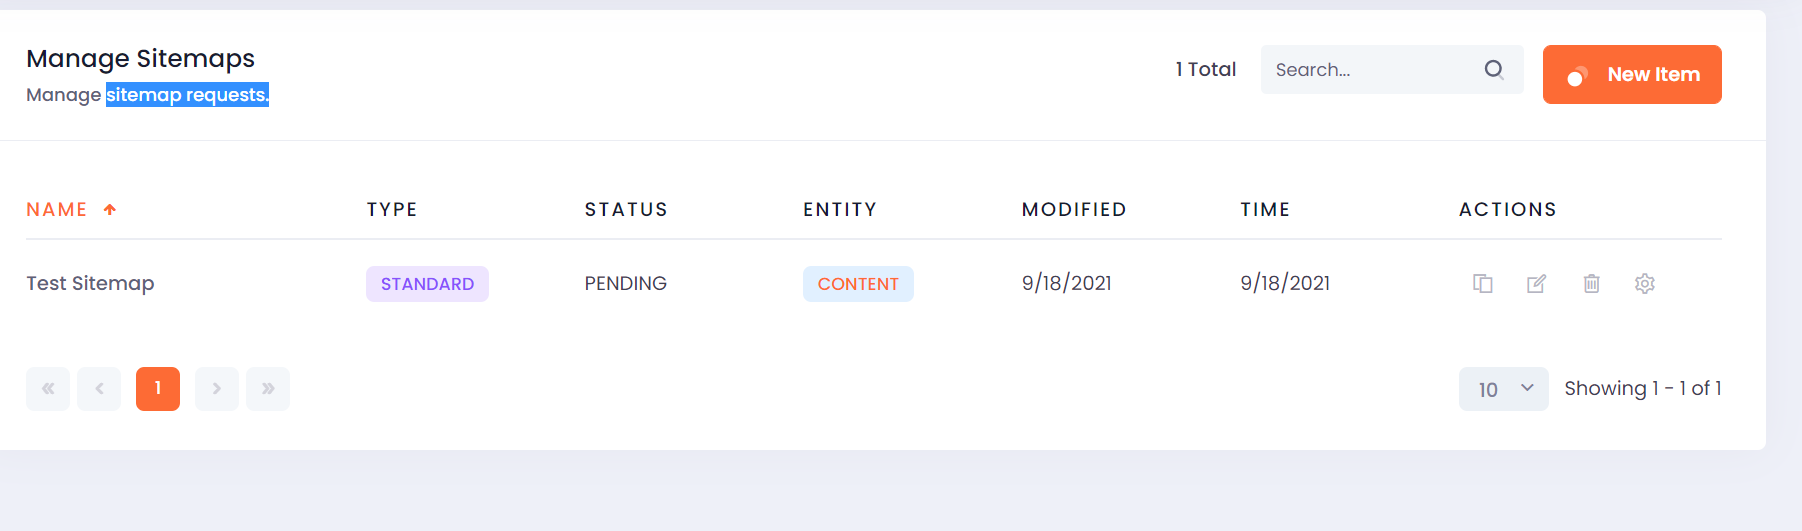 Manage Sitemaps
Manage sitemap requests.
1 Total
Search...
New Item
NAME TYPE STATUS ENTITY MODIFIED TIME ACTIONS
Test Sitemap STANDARD PENDING CONTENT 9/18/2021 9/18/2021
« ‹ 1 › »
10
Showing 1 - 1 of 1